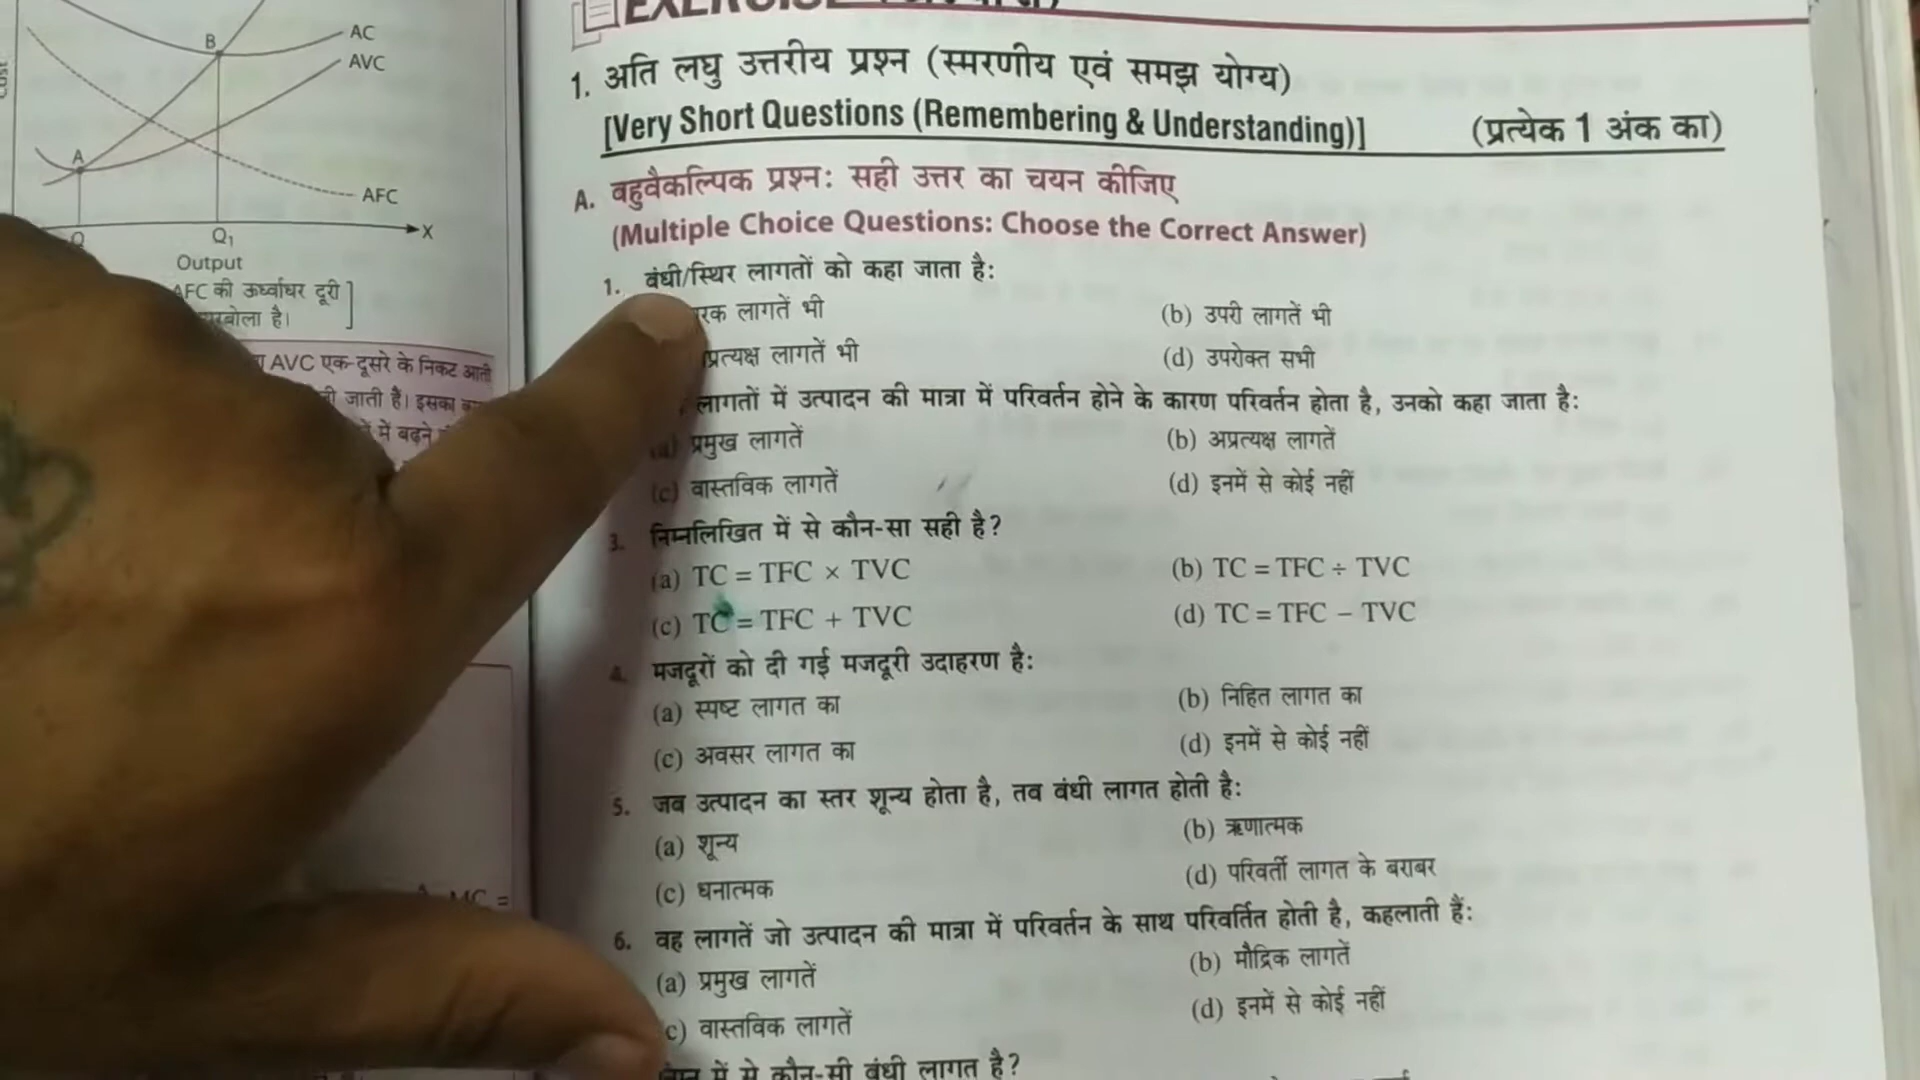 AC
B
AVC
A
AFC
Q
Q₁
X
Output
AFC की ऊर्ध्वाधर दूरी
AVC एक-दूसरे के निकट आती
जाती हैं। इसका
में बढ़ने
MC =
1. अति लघु उत्तरीय प्रश्न (स्मरणीय एवं समझ योग्य)
[Very Short Questions (Remembering & Understanding)] (प्रत्येक 1 अंक का)
A. बहुवैकल्पिक प्रश्न: सही उत्तर का चयन कीजिए
(Multiple Choice Questions: Choose the Correct Answer)
1. बंधी/स्थिर लागतों को कहा जाता है:
लागतें भी (b) उपरी लागतें भी
लागतें भी (d) उपरोक्त सभी
लागतों में उत्पादन की मात्रा में परिवर्तन होने के कारण परिवर्तन होता है, उनको कहा जाता है:
(a) प्रमुख लागतें (b) अप्रत्यक्ष लागतें
(c) वास्तविक लागतें (d) इनमें से कोई नहीं
3. निम्नलिखित में से कौन-सा सही है?
(a) TC = TFC × TVC (b) TC = TFC ÷ TVC
(c) TC = TFC + TVC (d) TC = TFC – TVC
4. मजदूरों को दी गई मजदूरी उदाहरण है:
(a) स्पष्ट लागत का (b) निहित लागत का
(c) अवसर लागत का (d) इनमें से कोई नहीं
5. जब उत्पादन का स्तर शून्य होता है, तब बंधी लागत होती है:
(a) शून्य (b) ऋणात्मक
(c) धनात्मक (d) परिवर्ती लागत के बराबर
6. वह लागतें जो उत्पादन की मात्रा में परिवर्तन के साथ परिवर्तित होती है, कहलाती हैं:
(a) प्रमुख लागतें (b) मौद्रिक लागतें
(c) वास्तविक लागतें (d) इनमें से कोई नहीं
में से कौन-सी बंधी लागत है?